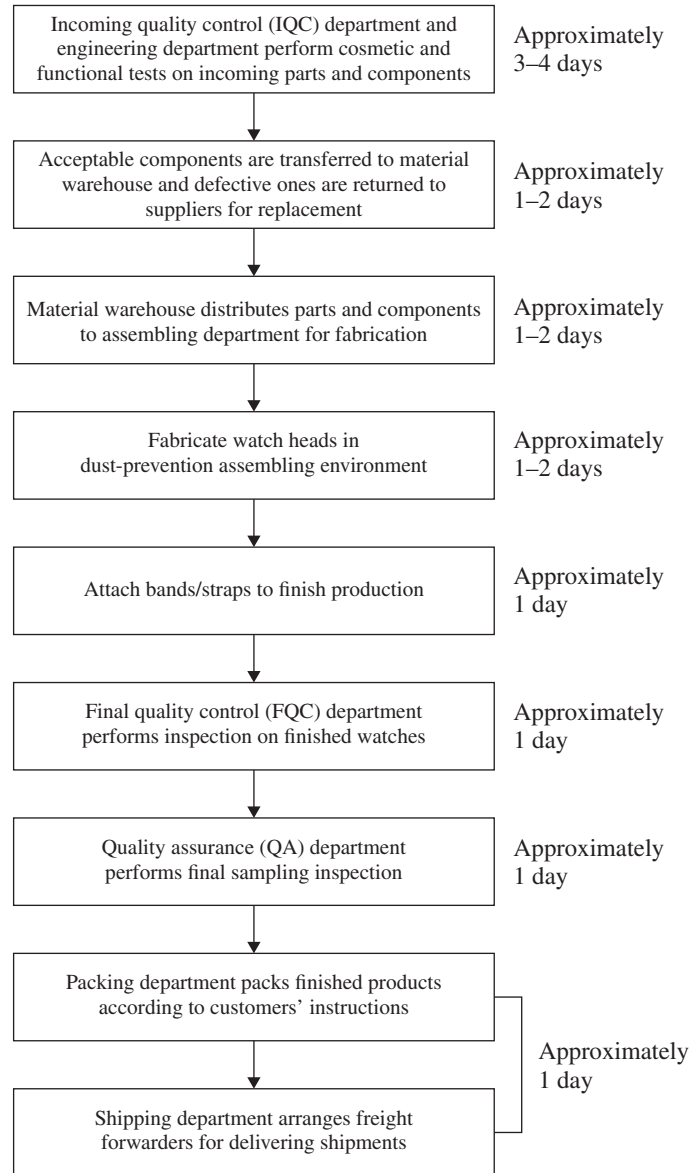 Incoming quality control (IQC) department and
engineering department perform cosmetic and
functional tests on incoming parts and components
Approximately
3–4 days
Acceptable components are transferred to material
warehouse and defective ones are returned to
suppliers for replacement
Approximately
1–2 days
Material warehouse distributes parts and components
to assembling department for fabrication
Approximately
1–2 days
Fabricate watch heads in
dust-prevention assembling environment
Approximately
1–2 days
Attach bands/straps to finish production
Approximately
1 day
Final quality control (FQC) department
performs inspection on finished watches
Approximately
1 day
Quality assurance (QA) department
performs final sampling inspection
Approximately
1 day
Packing department packs finished products
according to customers’ instructions
Shipping department arranges freight
forwarders for delivering shipments
Approximately
1 day